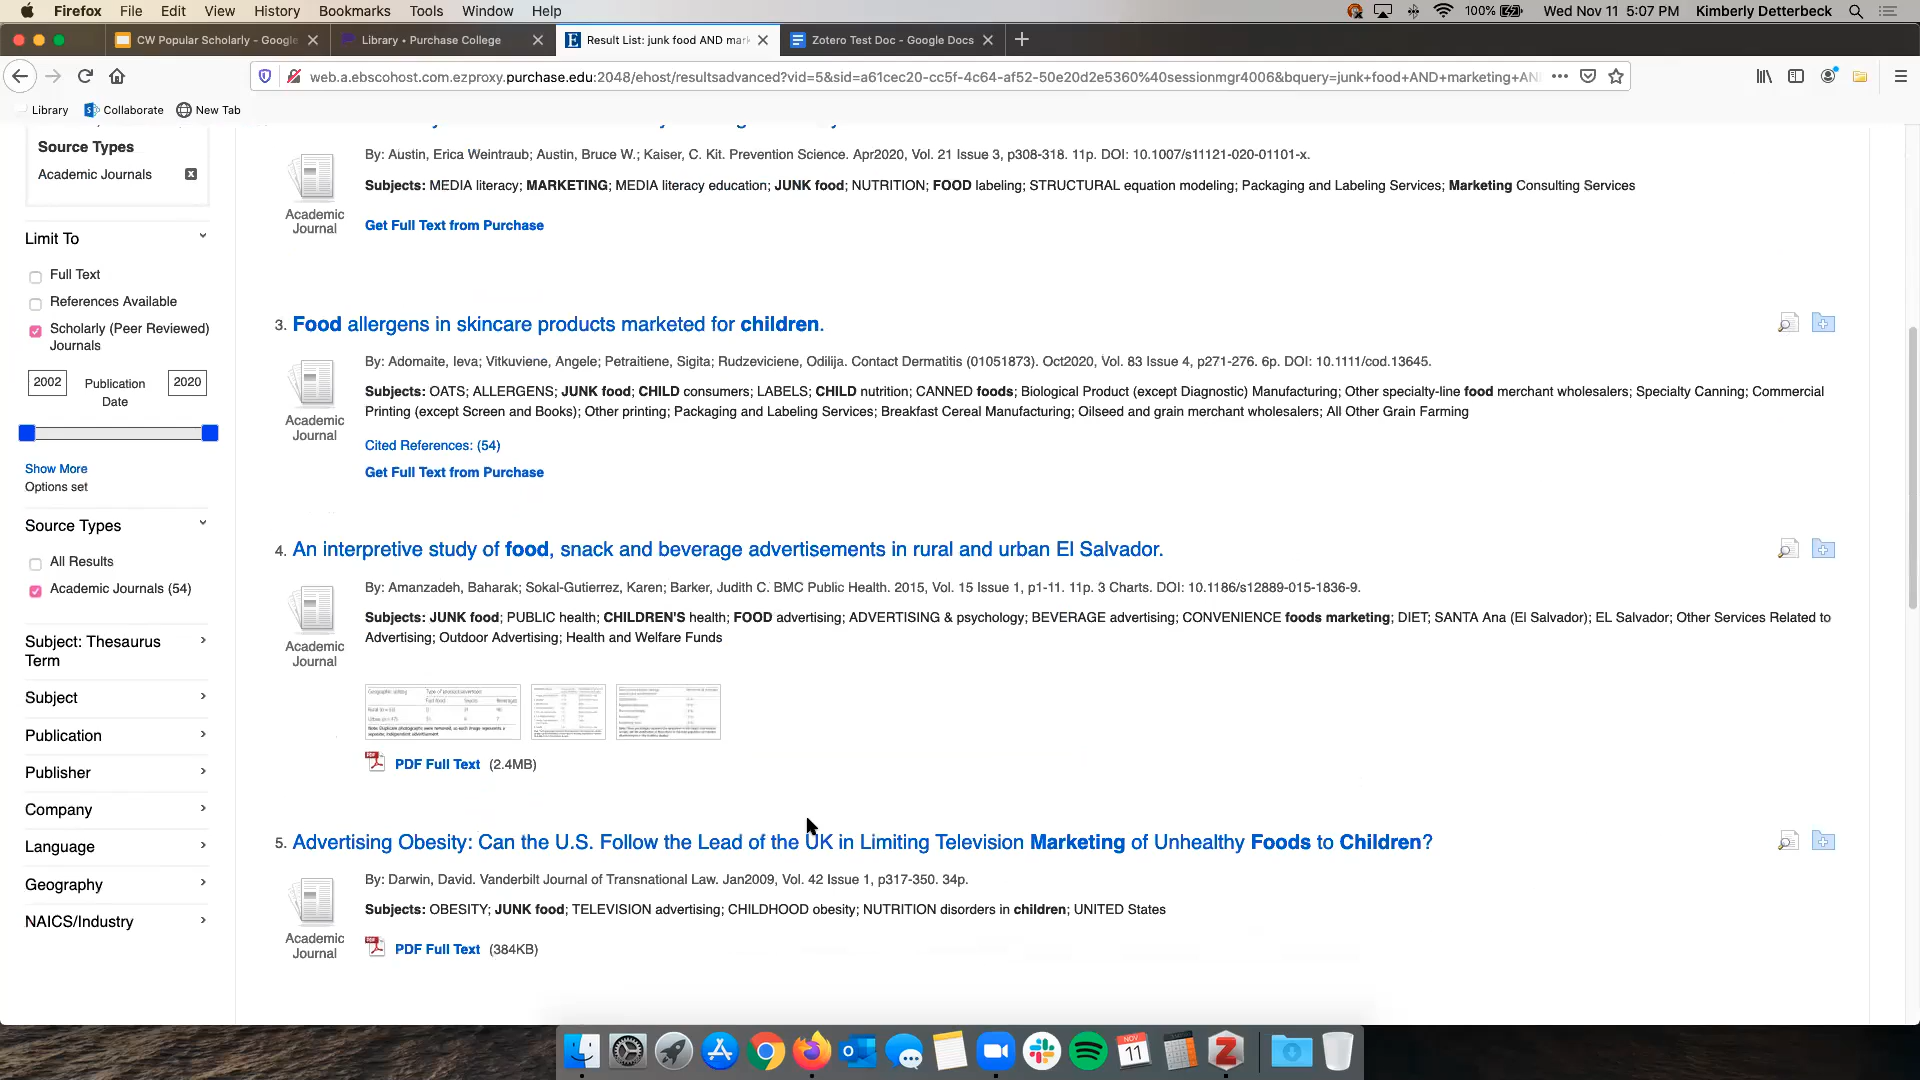 Firefox File Edit View History Bookmarks Tools Window Help 100% Wed Nov 11 5:07 PM Kimberly Detterbeck
CW Popular Scholarly - Google Library • Purchase College Result List: junk food AND mar Zotero Test Doc - Google Docs
web.a.ebscohost.com.ezproxy.purchase.edu:2048/ehost/resultsadvanced?vid=5&sid=a61cec20-cc5f-4c64-af52-50e20d2e5360%40sessionmgr4006&bquery=junk+food+AND+marketing+AN
Library Collaborate New Tab
Source Types
Academic Journals
Limit To
Full Text
References Available
Scholarly (Peer Reviewed)
Journals
2002 Publication 2020
Date
Show More
Options set
Source Types
All Results
Academic Journals (54)
Subject: Thesaurus
Term
Subject
Publication
Publisher
Company
Language
Geography
NAICS/Industry
By: Austin, Erica Weintraub; Austin, Bruce W.; Kaiser, C. Kit. Prevention Science. Apr2020, Vol. 21 Issue 3, p308-318. 11p. DOI: 10.1007/s11121-020-01101-x.
Subjects: MEDIA literacy; MARKETING; MEDIA literacy education; JUNK food; NUTRITION; FOOD labeling; STRUCTURAL equation modeling; Packaging and Labeling Services; Marketing Consulting Services
Academic
Journal
Get Full Text from Purchase
3. Food allergens in skincare products marketed for children.
By: Adomaite, Ieva; Vitkuviene, Angele; Petraitiene, Sigita; Rudzeviciene, Odilija. Contact Dermatitis (01051873). Oct2020, Vol. 83 Issue 4, p271-276. 6p. DOI: 10.1111/cod.13645.
Subjects: OATS; ALLERGENS; JUNK food; CHILD consumers; LABELS; CHILD nutrition; CANNED foods; Biological Product (except Diagnostic) Manufacturing; Other specialty-line food merchant wholesalers; Specialty Canning; Commercial
Printing (except Screen and Books); Other printing; Packaging and Labeling Services; Breakfast Cereal Manufacturing; Oilseed and grain merchant wholesalers; All Other Grain Farming
Academic
Journal
Cited References: (54)
Get Full Text from Purchase
4. An interpretive study of food, snack and beverage advertisements in rural and urban El Salvador.
By: Amanzadeh, Baharak; Sokal-Gutierrez, Karen; Barker, Judith C. BMC Public Health. 2015, Vol. 15 Issue 1, p1-11. 11p. 3 Charts. DOI: 10.1186/s12889-015-1836-9.
Subjects: JUNK food; PUBLIC health; CHILDREN'S health; FOOD advertising; ADVERTISING & psychology; BEVERAGE advertising; CONVENIENCE foods marketing; DIET; SANTA Ana (El Salvador); EL Salvador; Other Services Related to
Advertising; Outdoor Advertising; Health and Welfare Funds
Academic
Journal
PDF Full Text (2.4MB)
5. Advertising Obesity: Can the U.S. Follow the Lead of the UK in Limiting Television Marketing of Unhealthy Foods to Children?
By: Darwin, David. Vanderbilt Journal of Transnational Law. Jan2009, Vol. 42 Issue 1, p317-350. 34p.
Subjects: OBESITY; JUNK food; TELEVISION advertising; CHILDHOOD obesity; NUTRITION disorders in children; UNITED States
Academic
Journal
PDF Full Text (384KB)
NOV
11